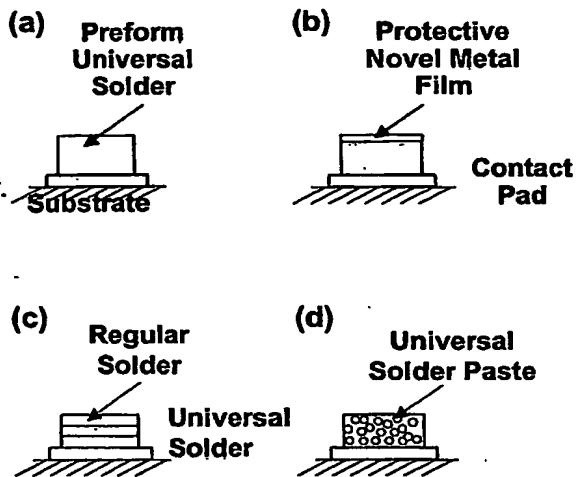 (a)
Preform
Universal
Solder
Substrate
(b)
Protective
Novel Metal
Film
Contact
Pad
(c)
Regular
Solder
Universal
Solder
(d)
Universal
Solder Paste